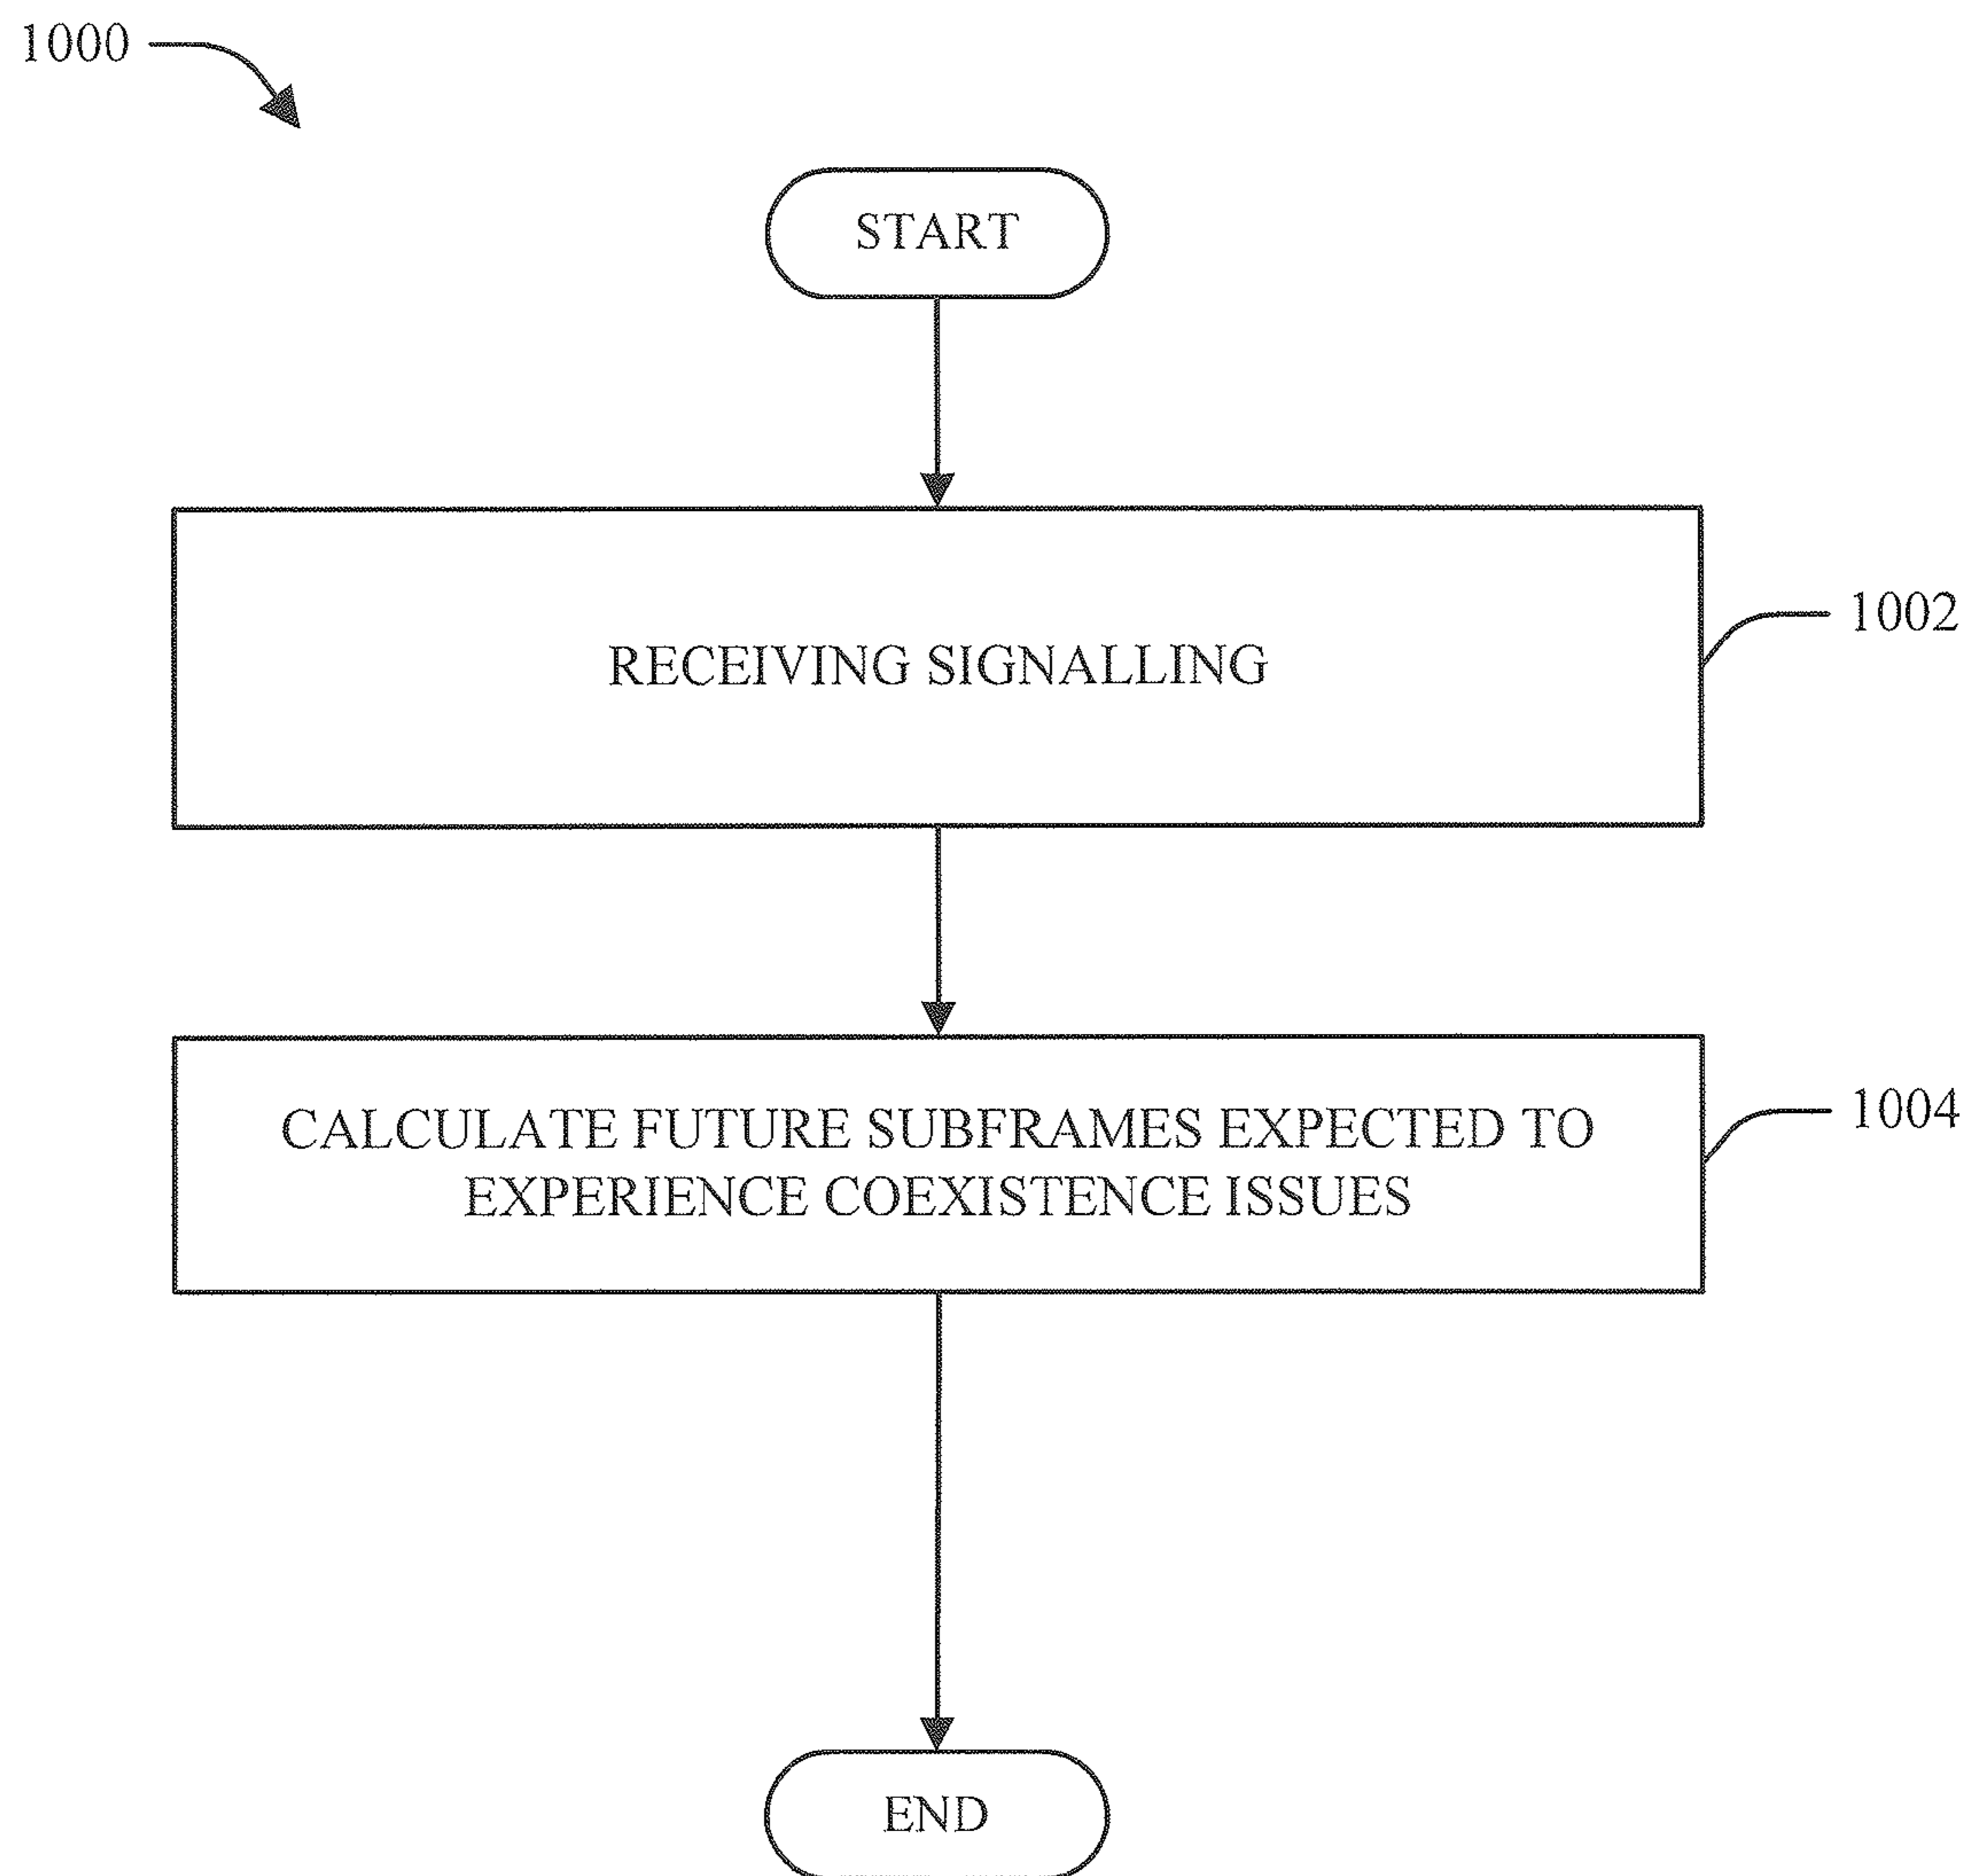 1000
START
RECEIVING SIGNALLING
1002
CALCULATE FUTURE SUBFRAMES EXPECTED TO
EXPERIENCE COEXISTENCE ISSUES
1004
END